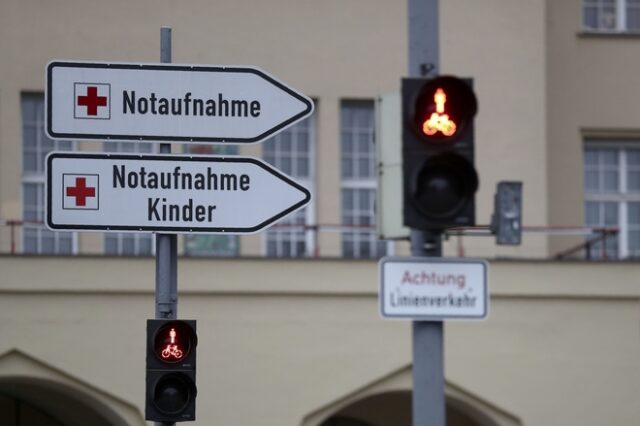 Notaufnahme
Notaufnahme
Kinder
Achtung
Linienverkehr